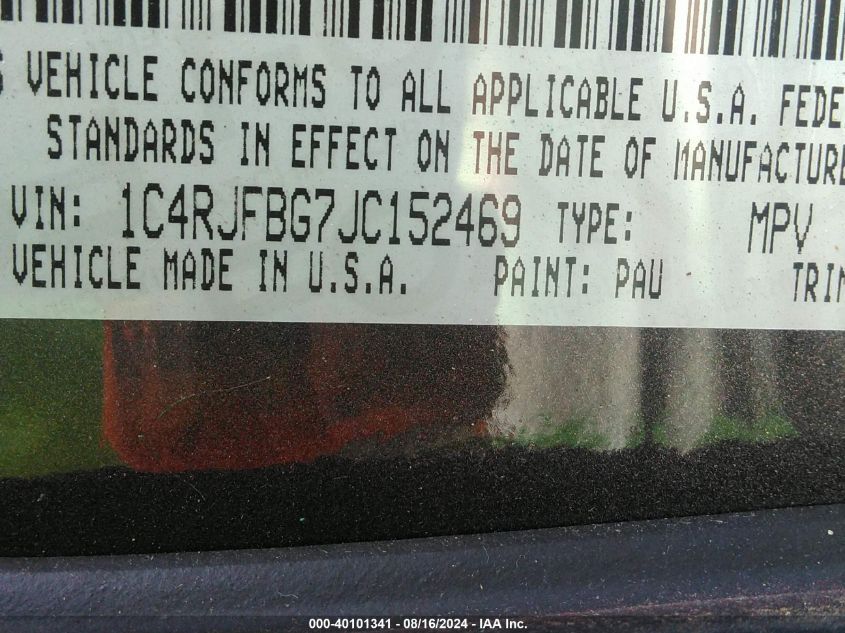 VEHICLE CONFORMS TO ALL APPLICABLE U.S.A. FEDE
STANDARDS IN EFFECT ON THE DATE OF MANUFACTURE
VIN: 1C4RJFBG7JC152469 TYPE: MPV
VEHICLE MADE IN U.S.A. PAINT: PAU TRIM
000-40101341 - 08/16/2024 - IAA Inc.